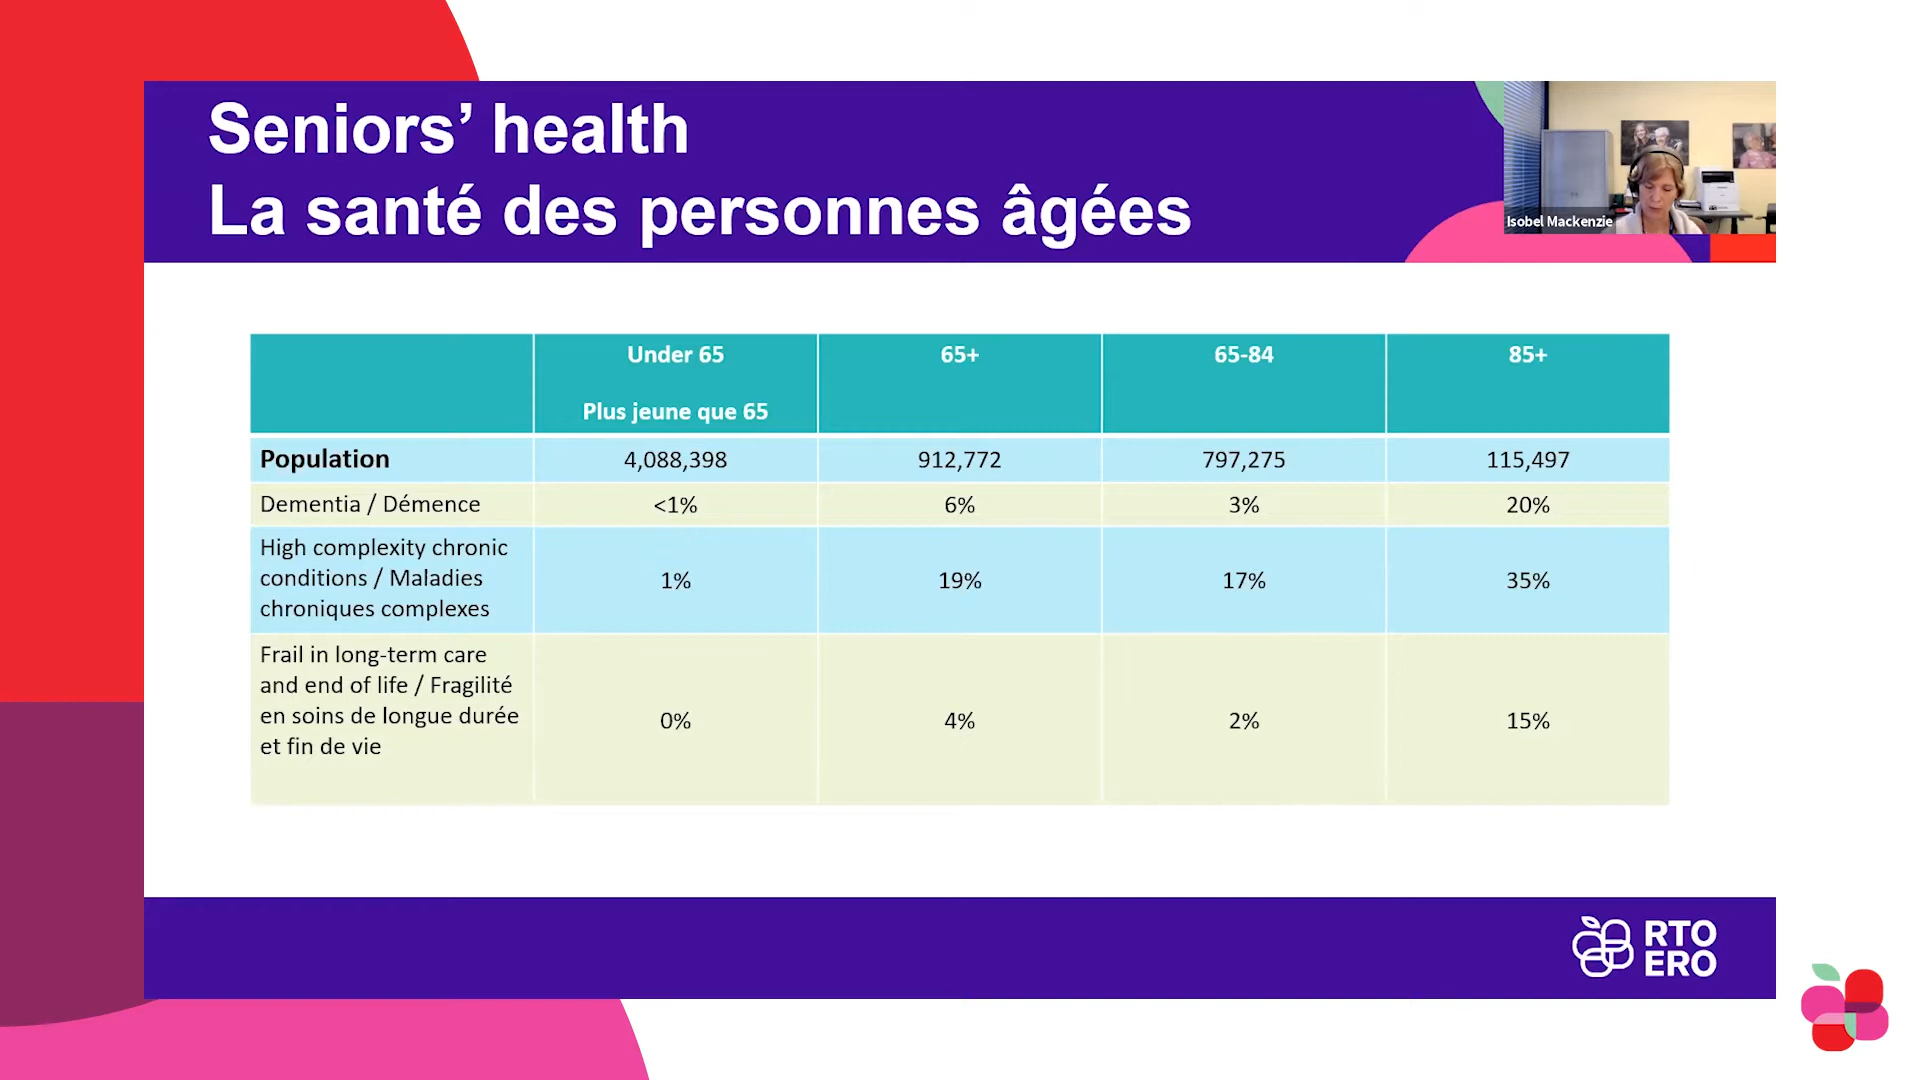 Seniors’ health
La santé des personnes âgées
Isobel Mackenzie
Under 65
Plus jeune que 65
65+
65-84
85+
Population
4,088,398
912,772
797,275
115,497
Dementia / Démence
<1%
6%
3%
20%
High complexity chronic
conditions / Maladies
chroniques complexes
1%
19%
17%
35%
Frail in long-term care
and end of life / Fragilité
en soins de longue durée
et fin de vie
0%
4%
2%
15%
RTO
ERO